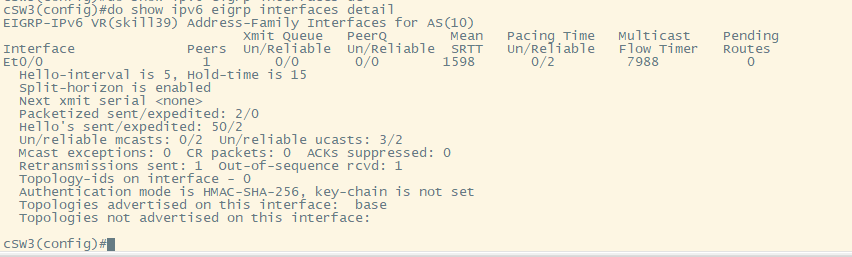 cSW3(config)#do show ipv6 eigrp interfaces detail
EIGRP-IPv6 VR(skill39) Address-Family Interfaces for AS(10)
Xmit Queue PeerQ Mean Pacing Time Multicast Pending
Interface Peers Un/Reliable Un/Reliable SRTT Un/Reliable Flow Timer Routes
Et0/0 1 0/0 0/0 1598 0/2 7988 0
Hello-interval is 5, Hold-time is 15
Split-horizon is enabled
Next xmit serial <none>
Packetized sent/expedited: 2/0
Hello's sent/expedited: 50/2
Un/reliable mcasts: 0/2 Un/reliable ucasts: 3/2
Mcast exceptions: 0 CR packets: 0 ACKs suppressed: 0
Retransmissions sent: 1 Out-of-sequence rcvd: 1
Topology-ids on interface - 0
Authentication mode is HMAC-SHA-256, key-chain is not set
Topologies advertised on this interface: base
Topologies not advertised on this interface:
cSW3(config)#